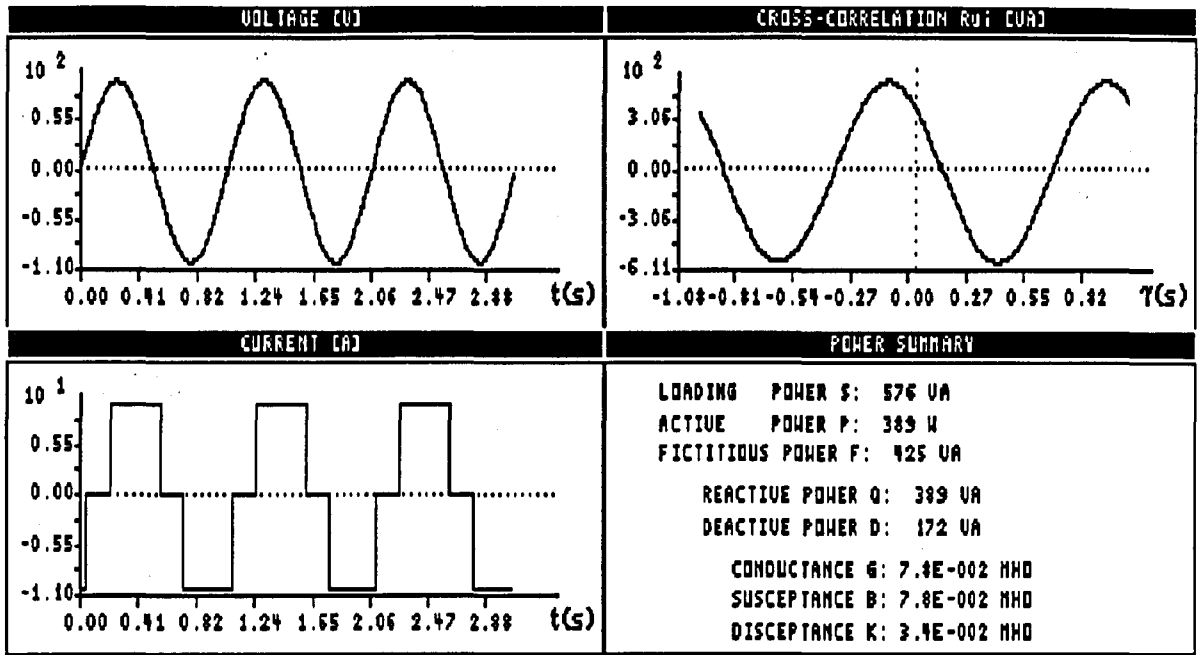 VOLTAGE [V]
10 2
0.55
0.00
-0.55
-1.10
0.00 0.41 0.82 1.24 1.65 2.06 2.47 2.88 t(s)
CROSS-CORRELATION Rui [VA]
10 2
3.06
0.00
-3.06
-6.11
-1.08 -0.81 -0.54 -0.27 0.00 0.27 0.55 0.82 τ(s)
CURRENT [A]
10 1
0.55
0.00
-0.55
-1.10
0.00 0.41 0.82 1.24 1.65 2.06 2.47 2.88 t(s)
POWER SUMMARY
LOADING POWER S: 576 VA
ACTIVE POWER P: 389 W
FICTITIOUS POWER F: 425 VA
REACTIVE POWER Q: 389 VA
DEACTIVE POWER D: 172 VA
CONDUCTANCE G: 7.8E-002 MHO
SUSCEPTANCE B: 7.8E-002 MHO
DISCEPTANCE K: 3.4E-002 MHO